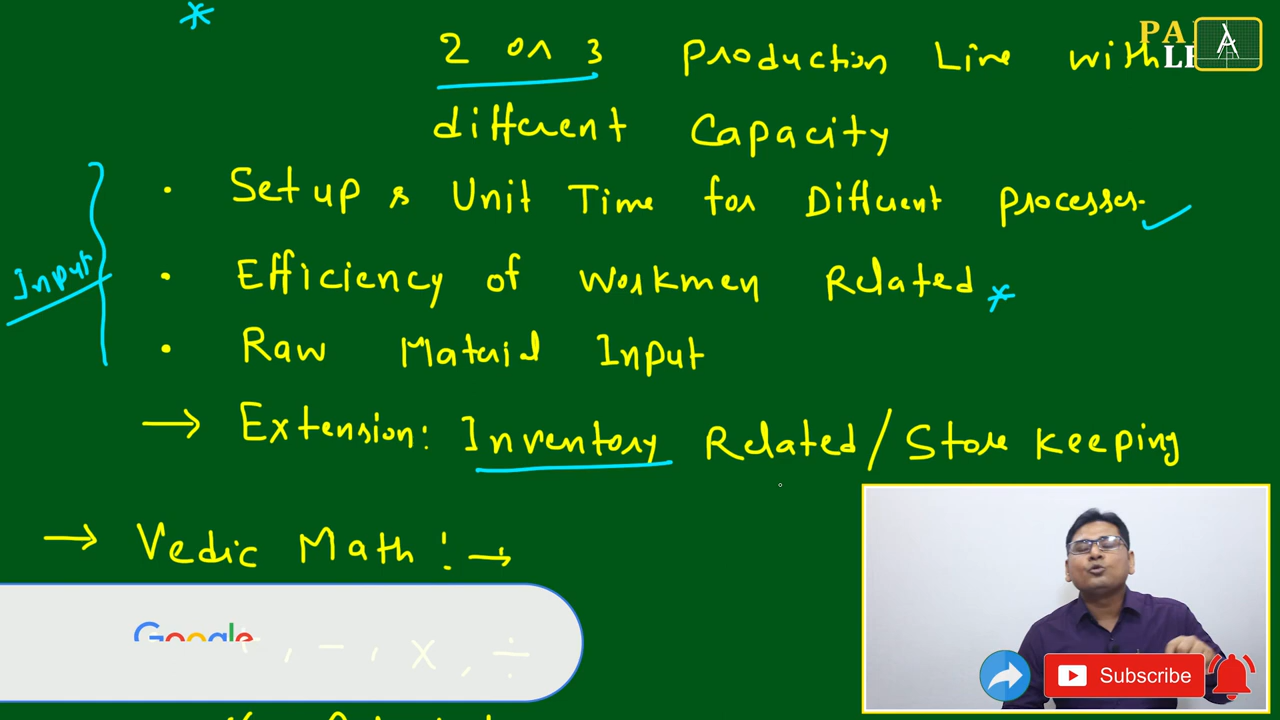 *
2 or 3 Production Line with
different Capacity
Input
• Setup & Unit Time for Different Processes.
• Efficiency of Workmen Related *
• Raw Material Input
→ Extension: Inventory Related/Store Keeping
→ Vedic Math: →
Google
+, -, x, ÷
Subscribe